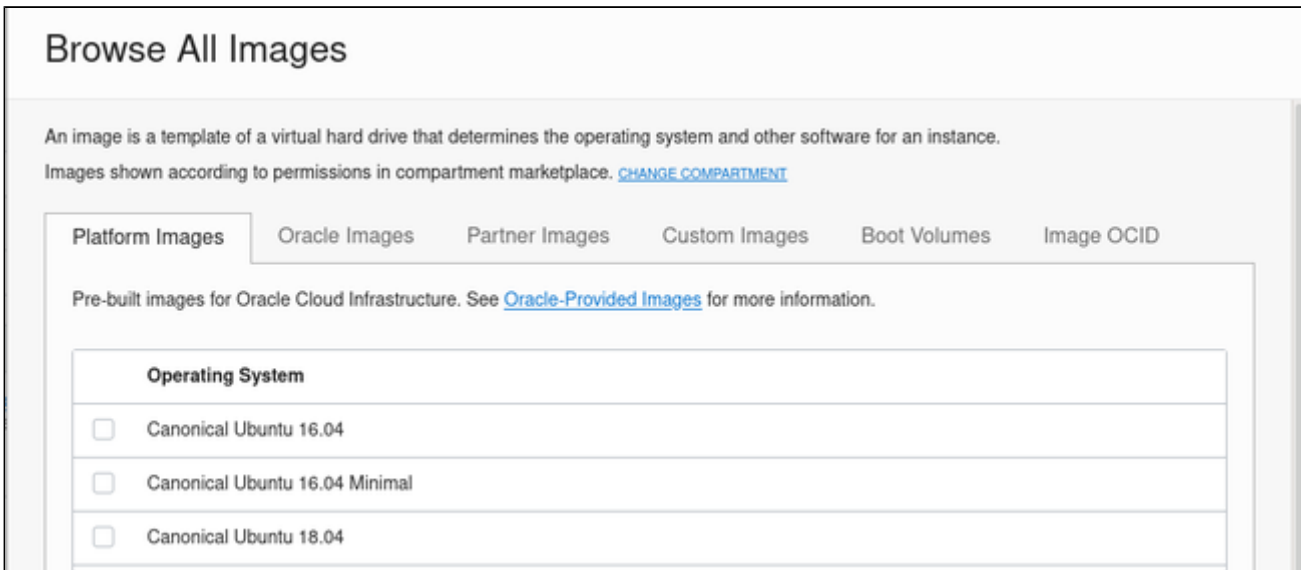 Browse All Images
An image is a template of a virtual hard drive that determines the operating system and other software for an instance.
Images shown according to permissions in compartment marketplace. CHANGE COMPARTMENT
Platform Images Oracle Images Partner Images Custom Images Boot Volumes Image OCID
Pre-built images for Oracle Cloud Infrastructure. See Oracle-Provided Images for more information.
Operating System
Canonical Ubuntu 16.04
Canonical Ubuntu 16.04 Minimal
Canonical Ubuntu 18.04